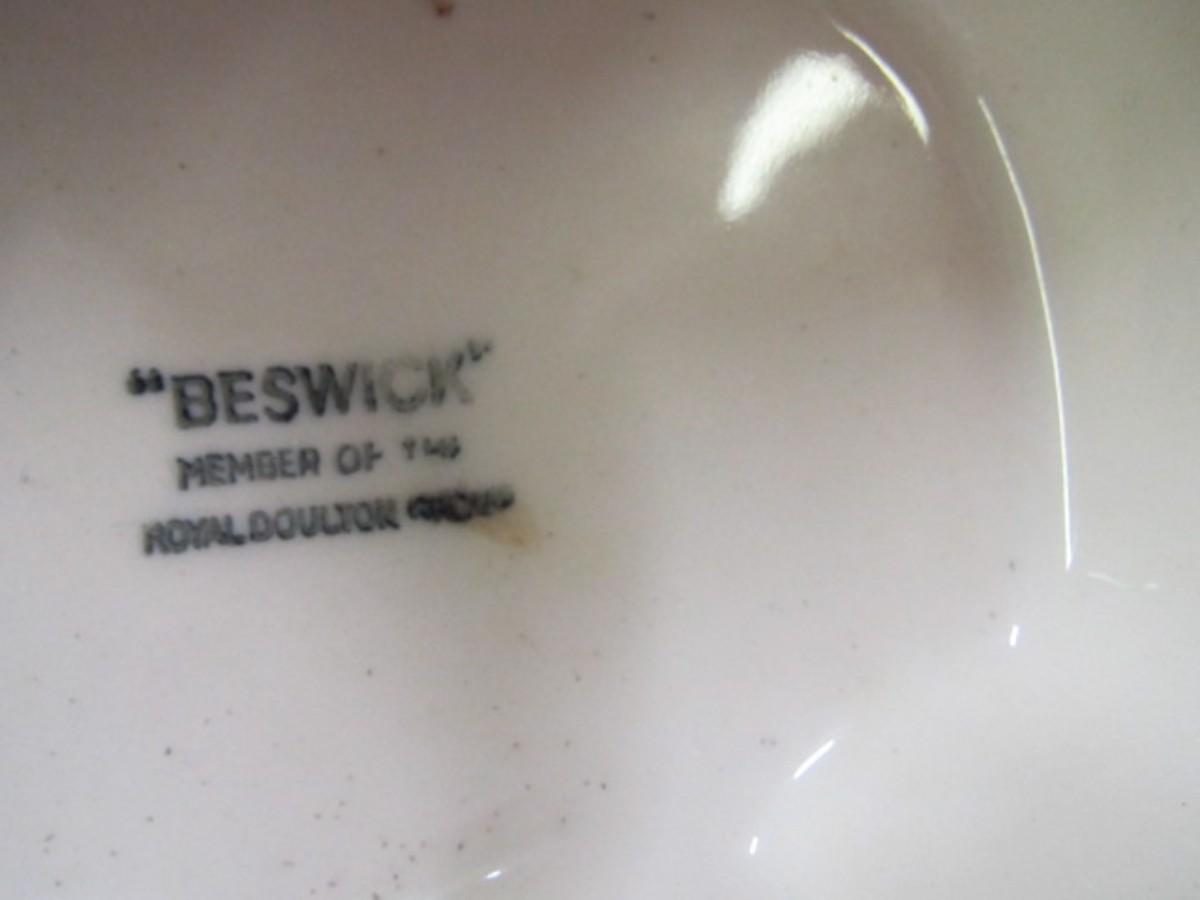 "BESWICK"
MEMBER OF THE
ROYAL DOULTON GROUP